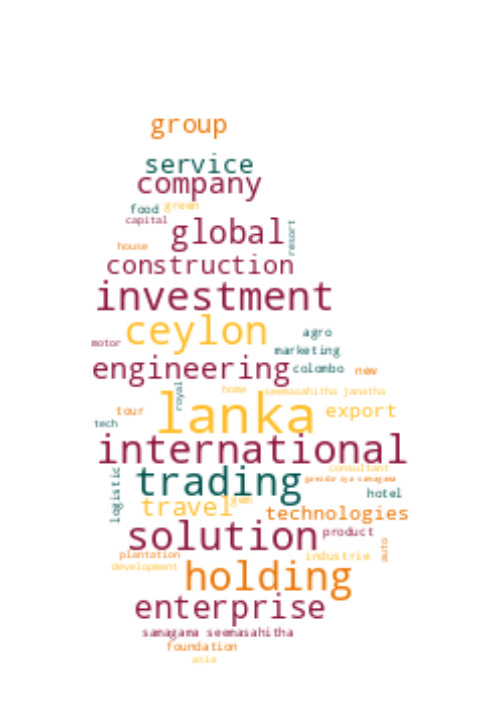 group
service
company
food green
capital
global resort
house
construction
investment
ceylon agro
motor marketing
engineering colombo new
royal home seemasahitha janatha
tour lanka export
tech
international
consultant
logistic trading gamidiriya samagama
hotel
travel gem
technologies
solution product
plantation industrie auto
development
holding
enterprise
samagama seemasahitha
foundation
asia